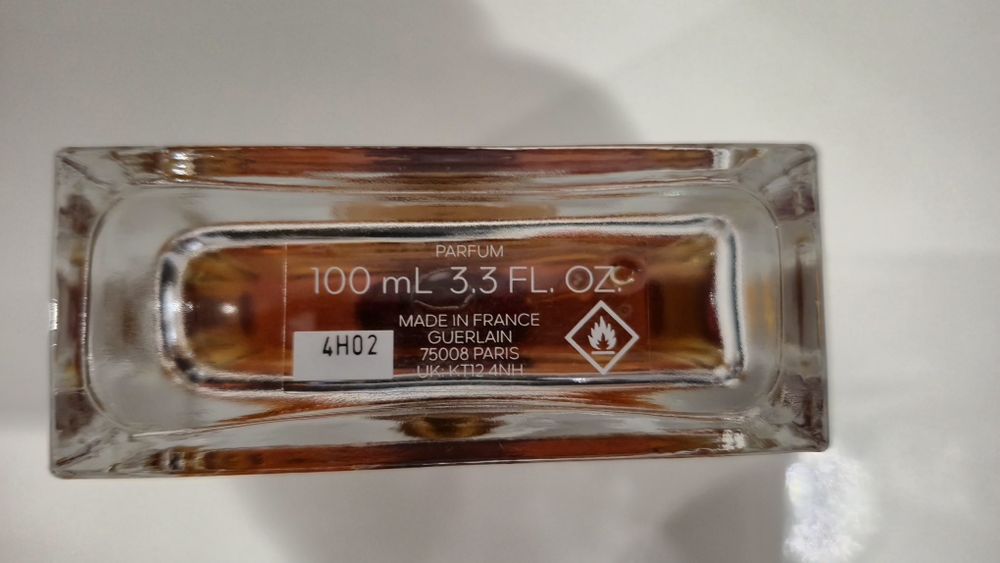 PARFUM
100 mL 3.3 FL. OZ.
MADE IN FRANCE
GUERLAIN
75008 PARIS
UK: KT12 4NH
4H02